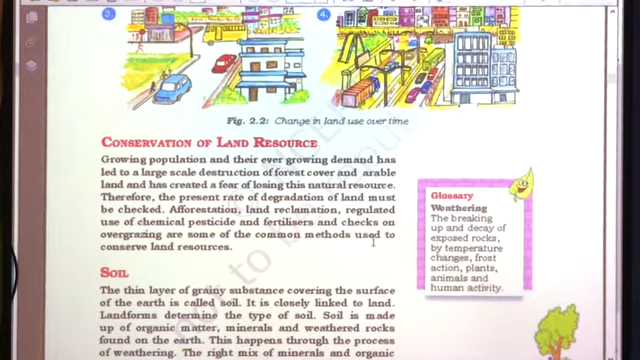 3.
4.
Fig. 2.2: Change in land use over time
CONSERVATION OF LAND RESOURCE
Growing population and their ever growing demand has
led to a large scale destruction of forest cover and arable
land and has created a fear of losing this natural resource.
Therefore, the present rate of degradation of land must
be checked. Afforestation, land reclamation, regulated
use of chemical pesticide and fertilisers and checks on
overgrazing are some of the common methods used to
conserve land resources.
SOIL
The thin layer of grainy substance covering the surface
of the earth is called soil. It is closely linked to land.
Landforms determine the type of soil. Soil is made
up of organic matter, minerals and weathered rocks
found on the earth. This happens through the process
of weathering. The right mix of minerals and organic
Glossary
Weathering
The breaking
up and decay of
exposed rocks,
by temperature
changes, frost
action, plants,
animals and
human activity.